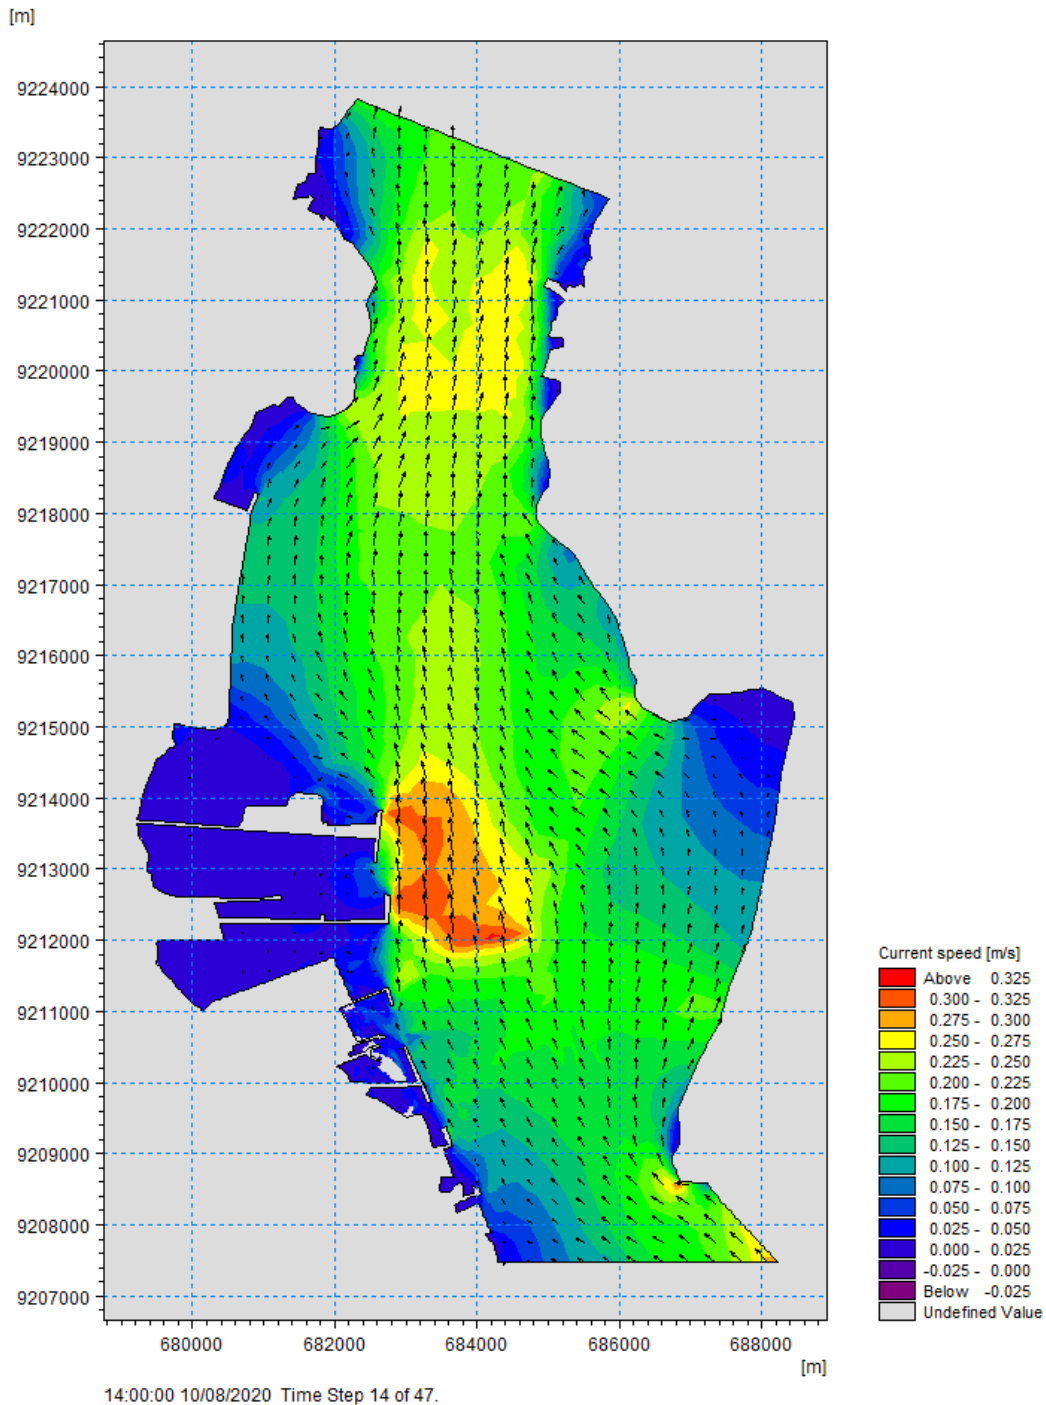 [m]
9224000
9223000
9222000
9221000
9220000
9219000
9218000
9217000
9216000
9215000
9214000
9213000
9212000
9211000
9210000
9209000
9208000
9207000
680000 682000 684000 686000 688000
[m]
14:00:00 10/08/2020 Time Step 14 of 47.
Current speed [m/s]
Above 0.325
0.300 - 0.325
0.275 - 0.300
0.250 - 0.275
0.225 - 0.250
0.200 - 0.225
0.175 - 0.200
0.150 - 0.175
0.125 - 0.150
0.100 - 0.125
0.075 - 0.100
0.050 - 0.075
0.025 - 0.050
0.000 - 0.025
-0.025 - 0.000
Below -0.025
Undefined Value